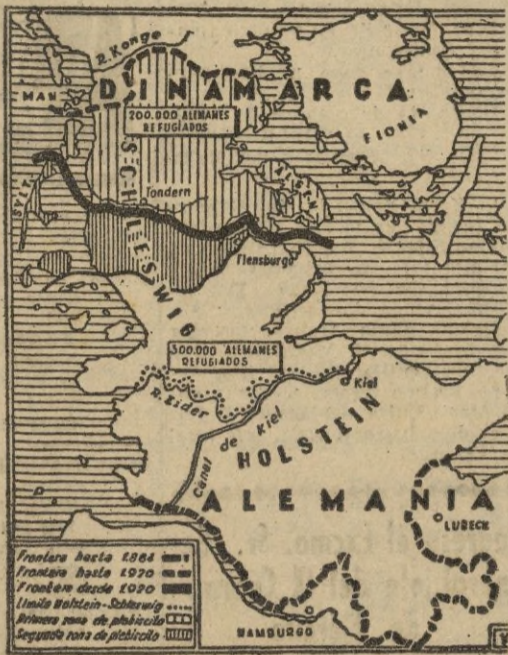 R. Konge
MAN
DINAMARCA
FIONIA
200.000 ALEMANES
REFUGIADOS
SCHLESWIG
SYLT
ALSEN
Tondern
Flensburgo
300.000 ALEMANES
REFUGIADOS
R. Eider
Kiel
Canal de Kiel
HOLSTEIN
ALEMANIA
LUBECK
HAMBURGO
Frontera hasta 1864
Frontera hasta 1920
Frontera desde 1920
Límite Holstein-Schleswig
Primera zona de plebiscito
Segunda zona de plebiscito